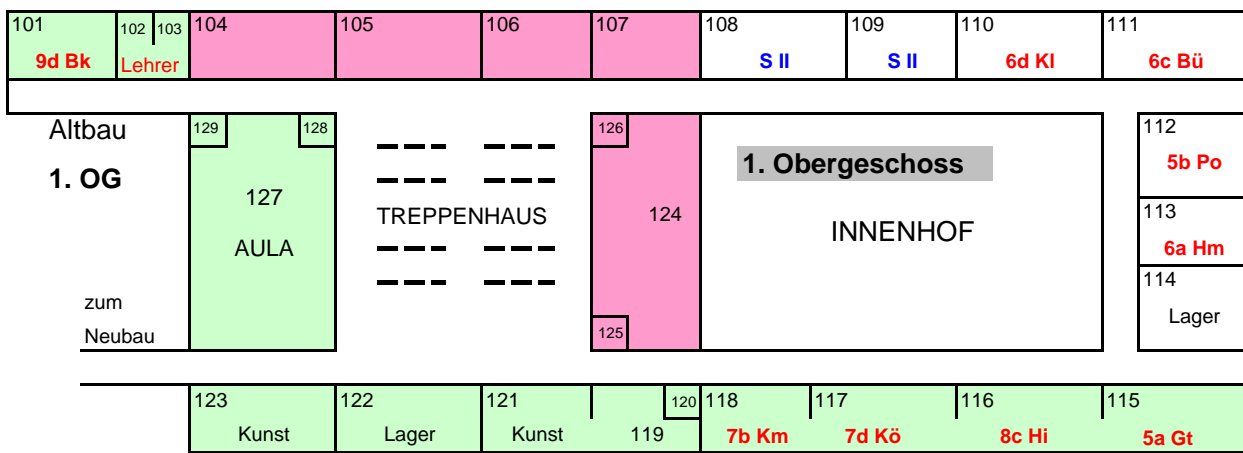 101 102 103 104 105 106 107 108 109 110 111
9d Bk Lehrer S II S II 6d Kl 6c Bü
Altbau 129 128 126 112
1. Obergeschoss 5b Po
1. OG
127 TREPPENHAUS 124 INNENHOF 113
AULA 6a Hm
114
zum Lager
Neubau 125
123 122 121 120 118 117 116 115
Kunst Lager Kunst 119 7b Km 7d Kö 8c Hi 5a Gt